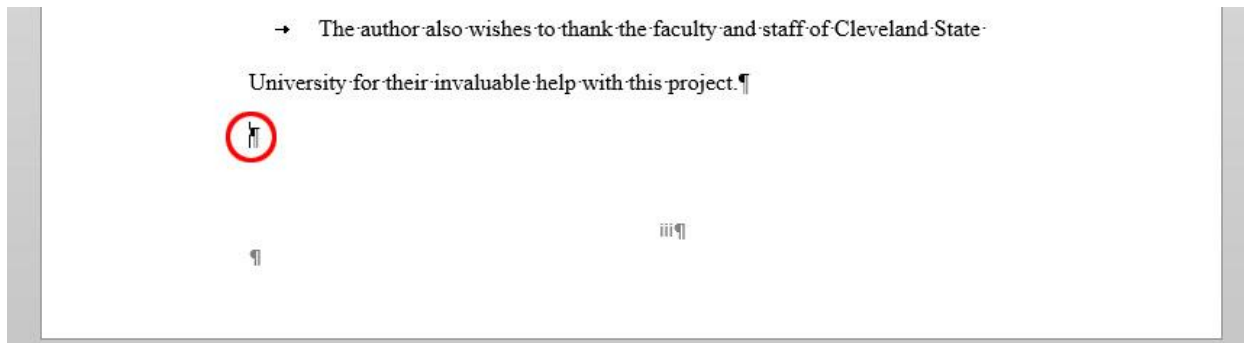 → The·author·also·wishes·to·thank·the·faculty·and·staff·of·Cleveland·State·
University·for·their·invaluable·help·with·this·project.¶
¶
iii¶
¶